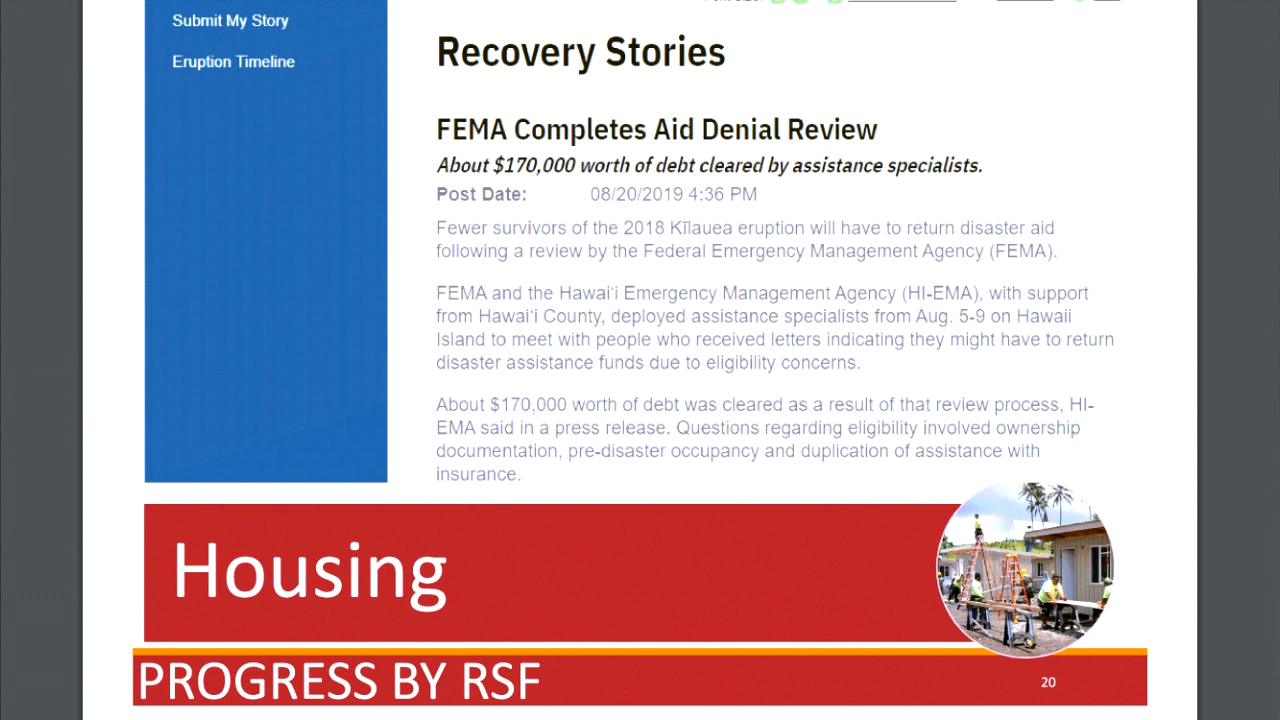 Submit My Story
Eruption Timeline
Recovery Stories
FEMA Completes Aid Denial Review
About $170,000 worth of debt cleared by assistance specialists.
Post Date: 08/20/2019 4:36 PM
Fewer survivors of the 2018 Kīlauea eruption will have to return disaster aid
following a review by the Federal Emergency Management Agency (FEMA).
FEMA and the Hawaiʻi Emergency Management Agency (HI-EMA), with support
from Hawaiʻi County, deployed assistance specialists from Aug. 5-9 on Hawaii
Island to meet with people who received letters indicating they might have to return
disaster assistance funds due to eligibility concerns.
About $170,000 worth of debt was cleared as a result of that review process, HI-
EMA said in a press release. Questions regarding eligibility involved ownership
documentation, pre-disaster occupancy and duplication of assistance with
insurance.
Housing
PROGRESS BY RSF
20